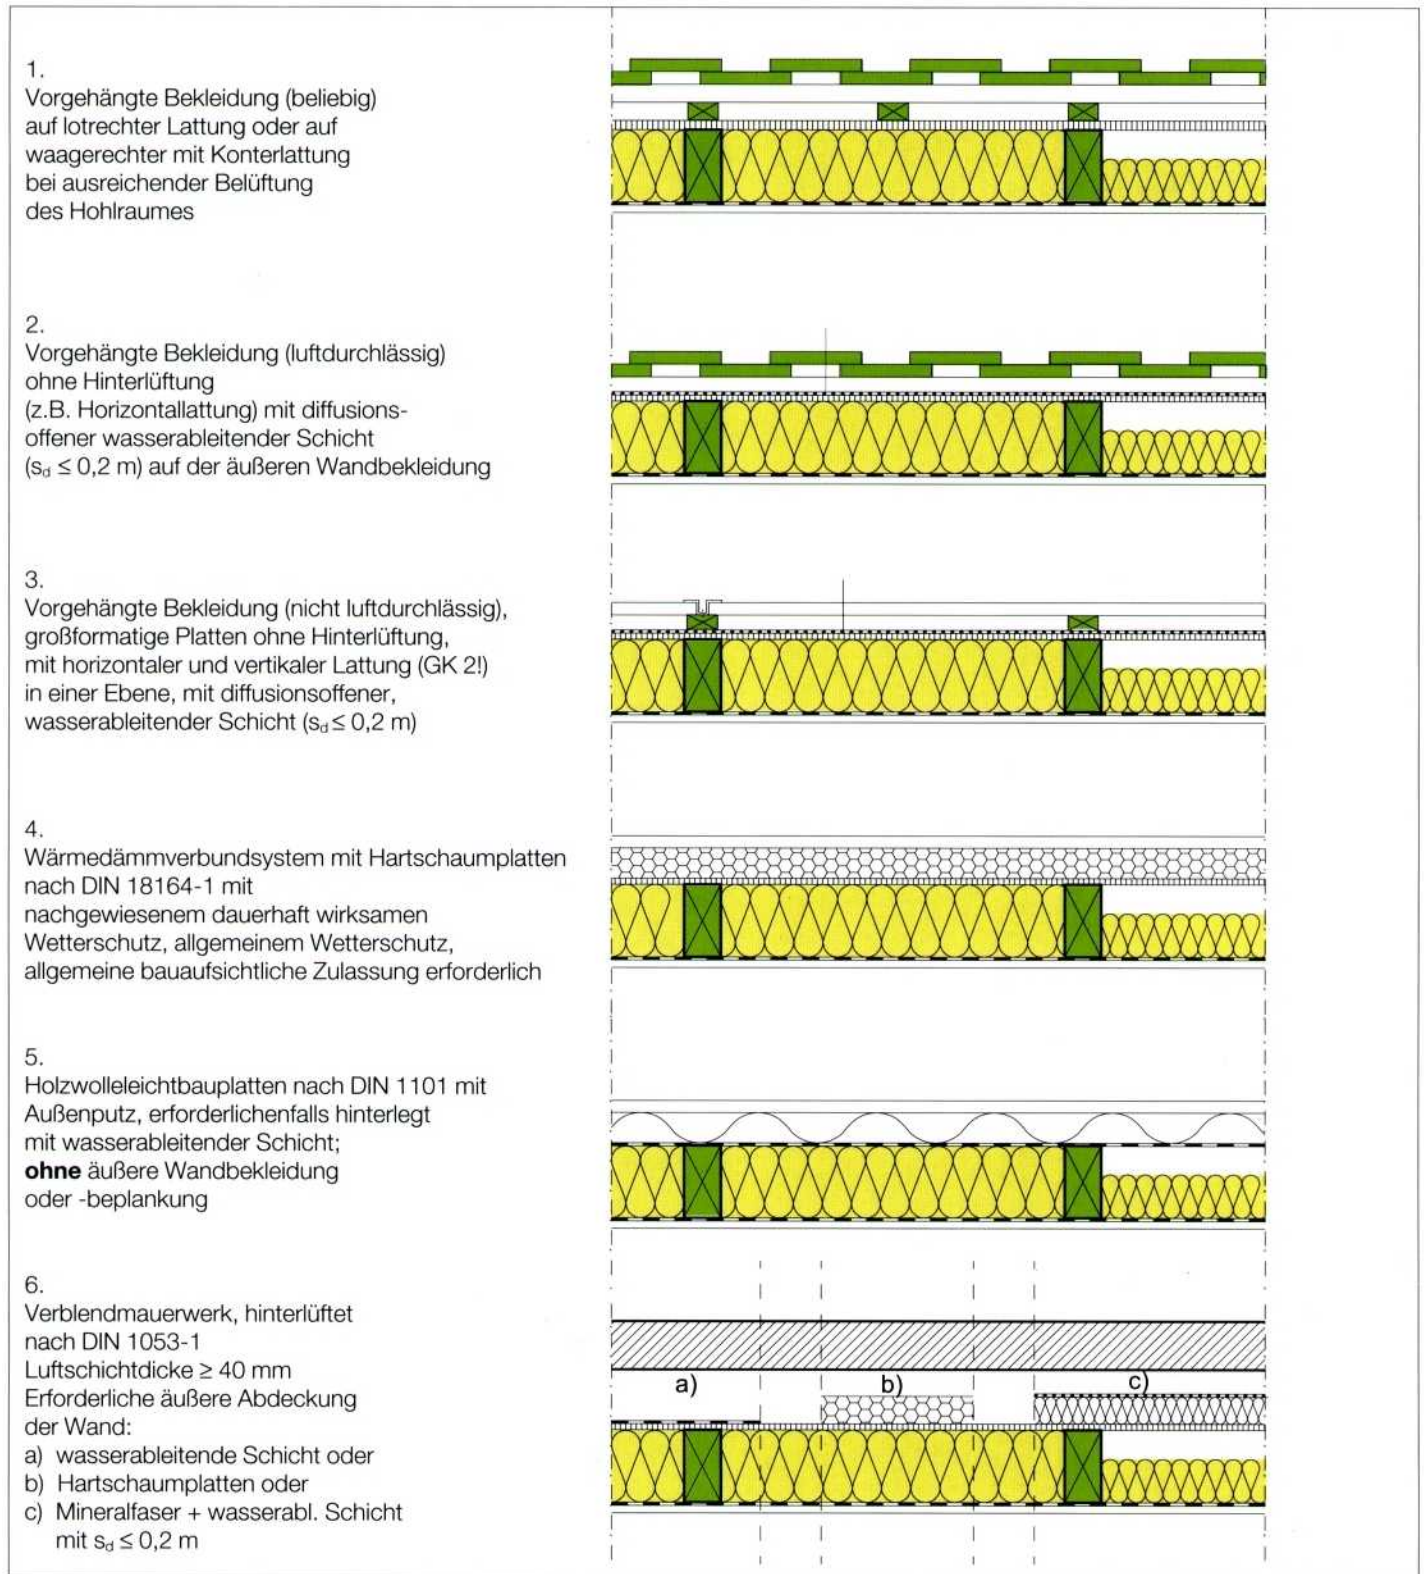 1.
Vorgehängte Bekleidung (beliebig)
auf lotrechter Lattung oder auf
waagerechter mit Konterlattung
bei ausreichender Belüftung
des Hohlraumes
2.
Vorgehängte Bekleidung (luftdurchlässig)
ohne Hinterlüftung
(z.B. Horizontallattung) mit diffusions-
offener wasserableitender Schicht
(sd ≤ 0,2 m) auf der äußeren Wandbekleidung
3.
Vorgehängte Bekleidung (nicht luftdurchlässig),
großformatige Platten ohne Hinterlüftung,
mit horizontaler und vertikaler Lattung (GK 2!)
in einer Ebene, mit diffusionsoffener,
wasserableitender Schicht (sd ≤ 0,2 m)
4.
Wärmedämmverbundsystem mit Hartschaumplatten
nach DIN 18164-1 mit
nachgewiesenem dauerhaft wirksamen
Wetterschutz, allgemeinem Wetterschutz,
allgemeine bauaufsichtliche Zulassung erforderlich
5.
Holzwolleleichtbauplatten nach DIN 1101 mit
Außenputz, erforderlichenfalls hinterlegt
mit wasserableitender Schicht;
ohne äußere Wandbekleidung
oder -beplankung
6.
Verblendmauerwerk, hinterlüftet
nach DIN 1053-1
Luftschichtdicke ≥ 40 mm
Erforderliche äußere Abdeckung
der Wand:
a) wasserableitende Schicht oder
b) Hartschaumplatten oder
c) Mineralfaser + wasserabl. Schicht
mit sd ≤ 0,2 m
a)
b)
c)